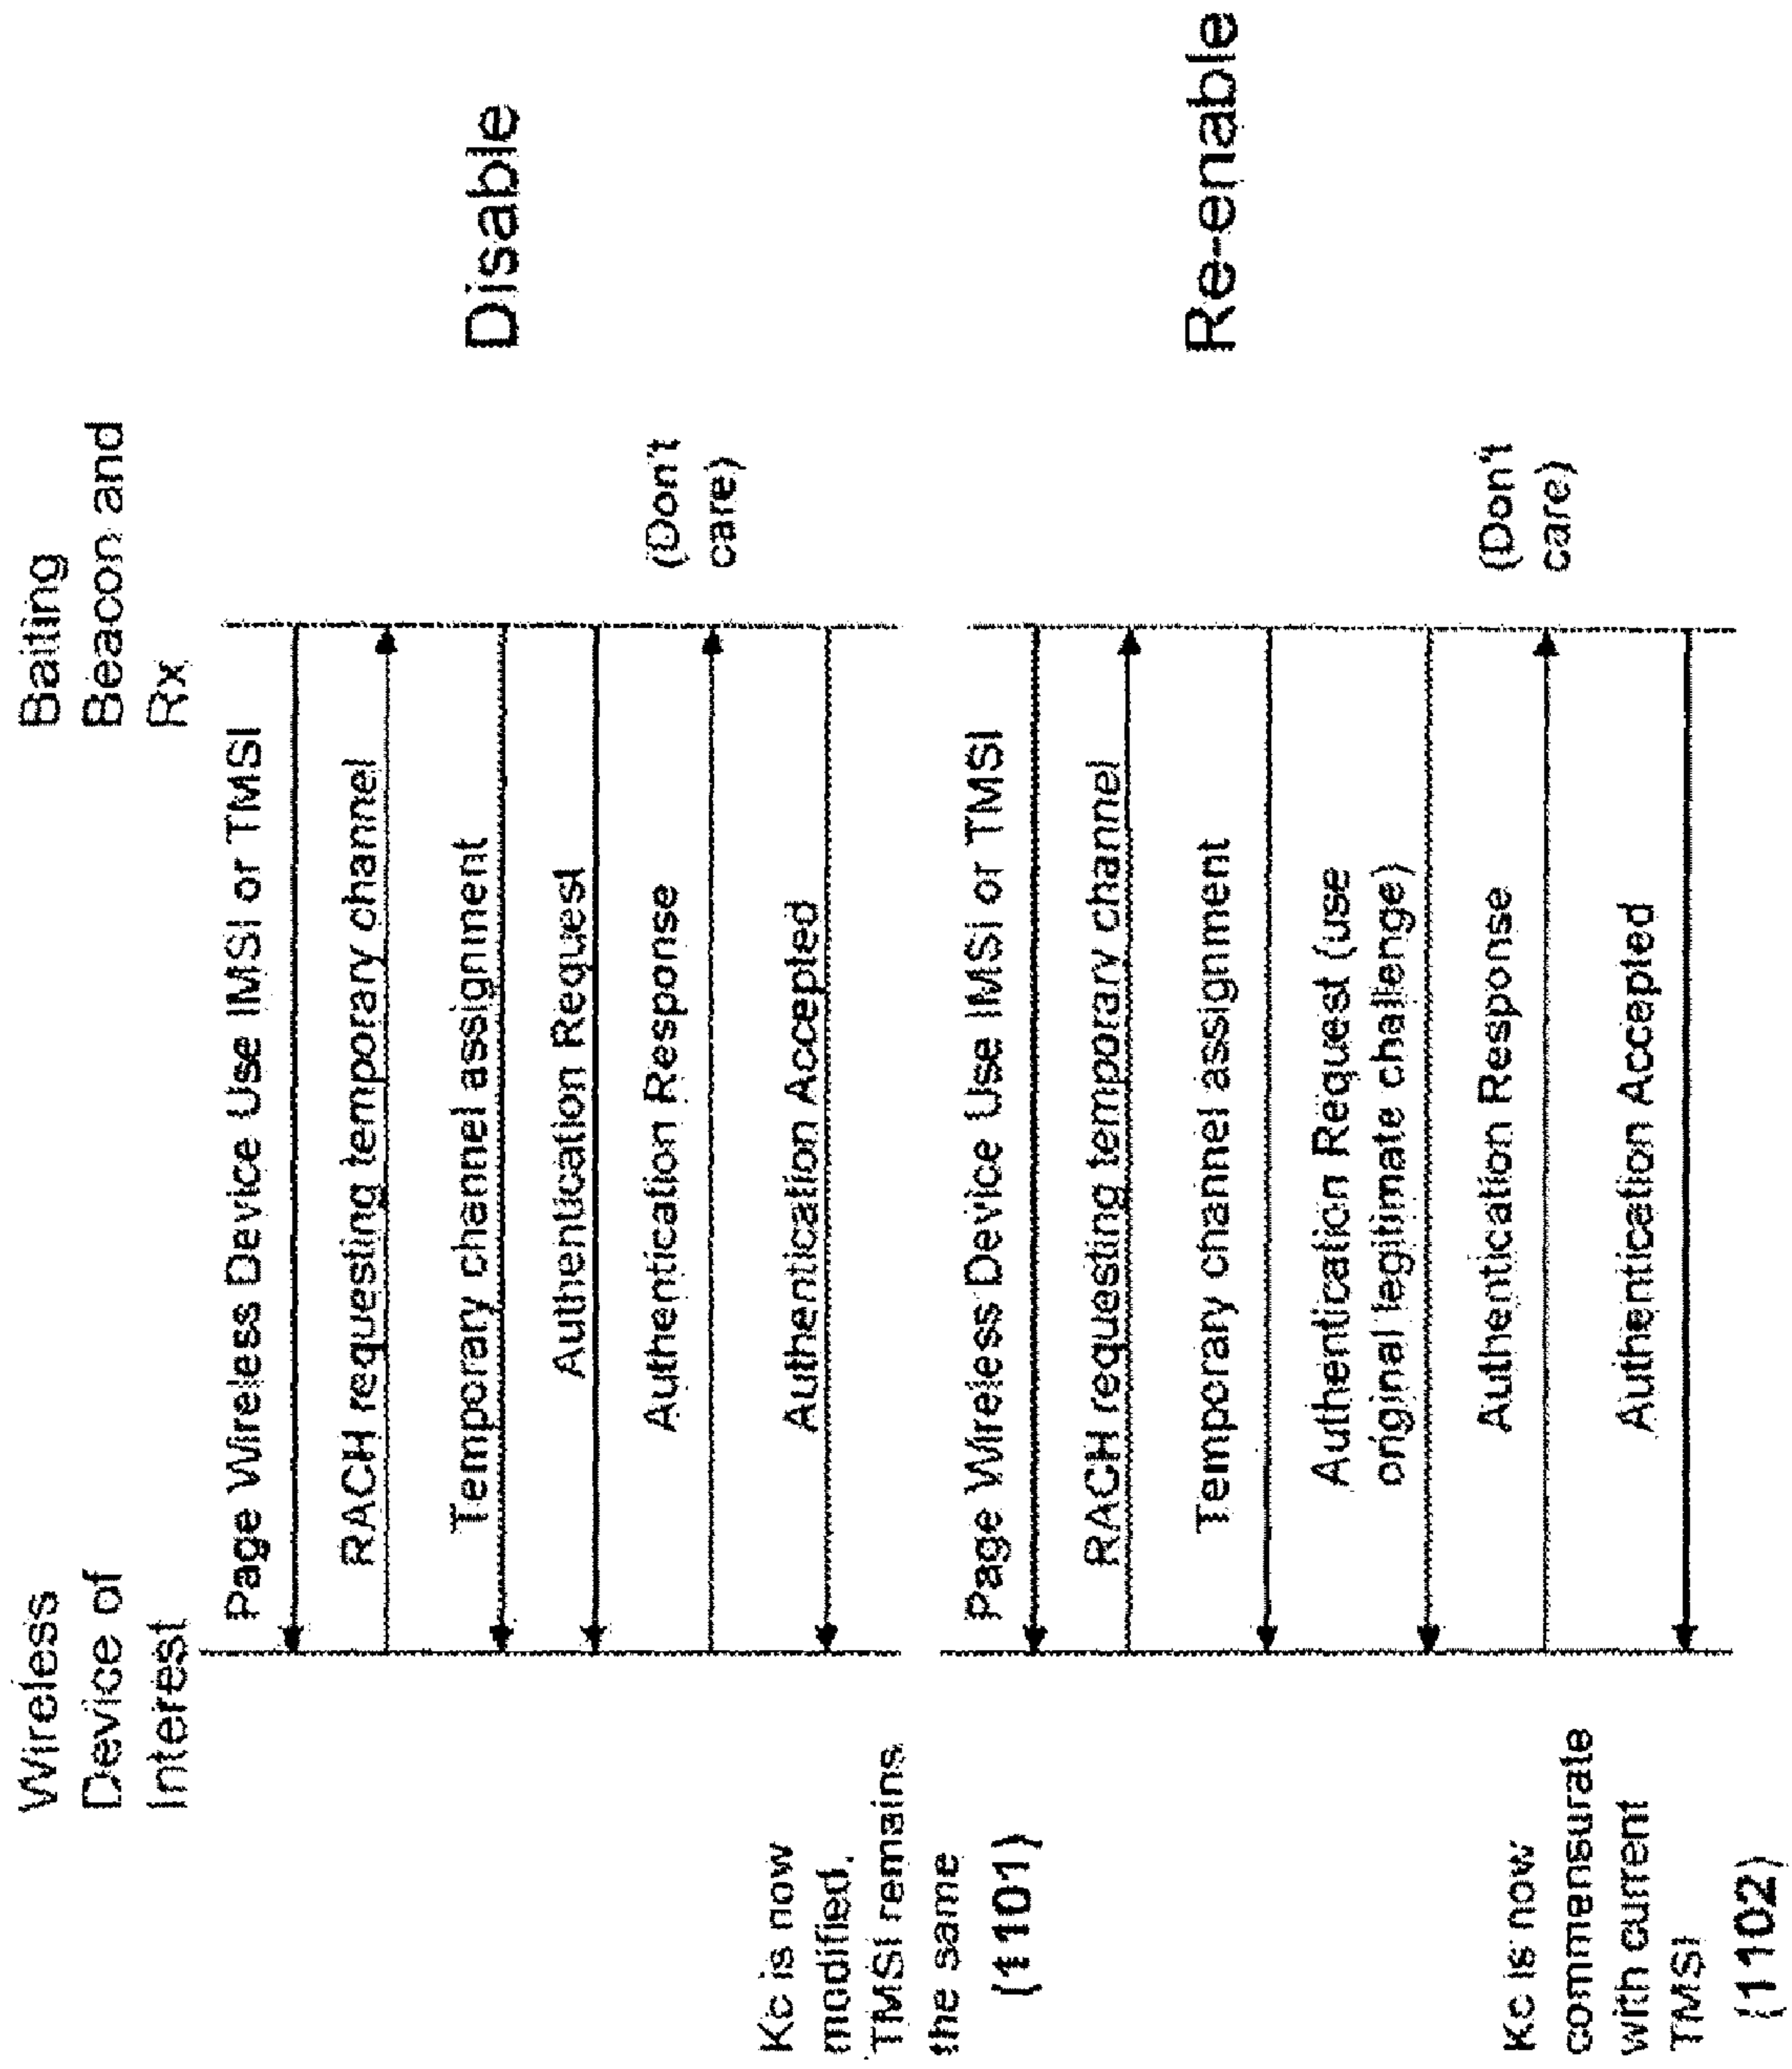 Wireless
Device of
Interest
Baiting
Beacon and
Rx
Page Wireless Device Use IMSI or TMSI
RACH requesting temporary channel
Temporary channel assignment
Authentication Request
Authentication Response
(Don't
care)
Authentication Accepted
Disable
Kc is now
modified.
TMSI remains
the same
(1101)
Page Wireless Device Use IMSI or TMSI
RACH requesting temporary channel
Temporary channel assignment
Authentication Request (use
original legitimate challenge)
Authentication Response
(Don't
care)
Authentication Accepted
Re-enable
Kc is now
commensurate
with current
TMSI
(1102)